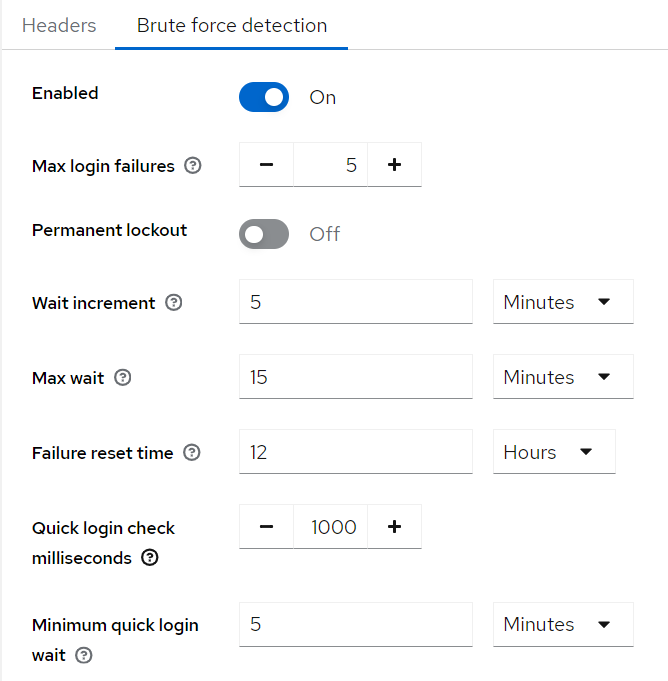 Headers Brute force detection
Enabled On
Max login failures ? − 5 +
Permanent lockout Off
Wait increment ? 5 Minutes
Max wait ? 15 Minutes
Failure reset time ? 12 Hours
Quick login check
milliseconds ? − 1000 +
Minimum quick login
wait ? 5 Minutes